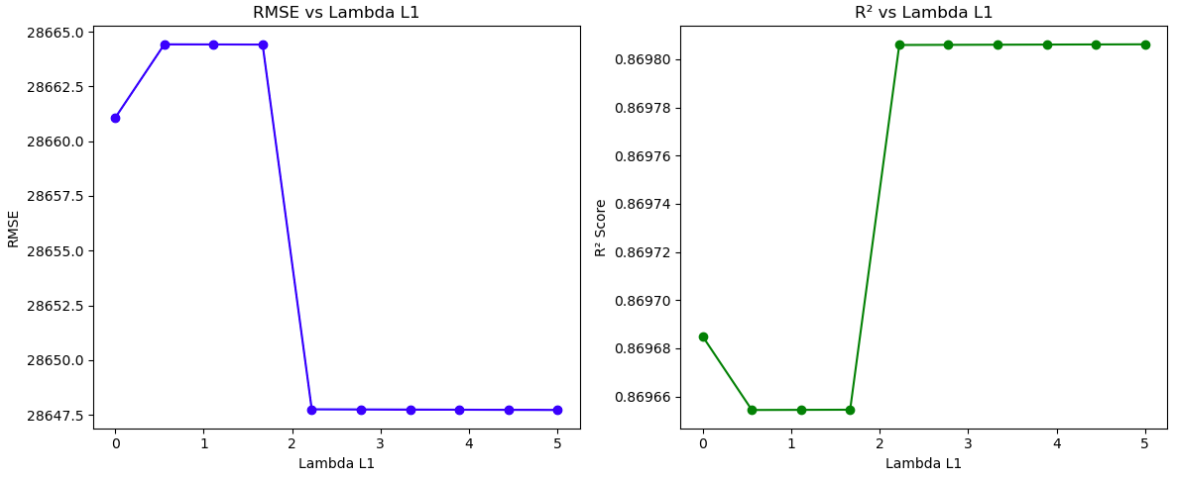 RMSE vs Lambda L1
28665.0
28662.5
28660.0
28657.5
28655.0
28652.5
28650.0
28647.5
RMSE
0 1 2 3 4 5
Lambda L1
R² vs Lambda L1
0.86980
0.86978
0.86976
0.86974
0.86972
0.86970
0.86968
0.86966
R² Score
0 1 2 3 4 5
Lambda L1